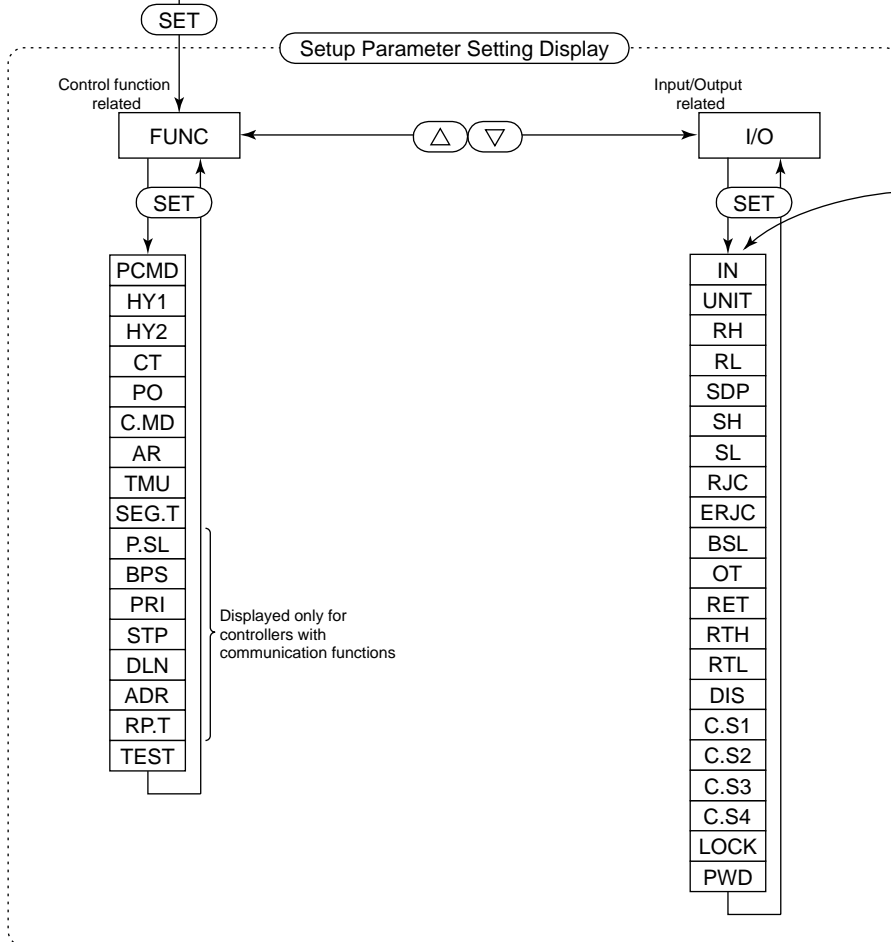 SET
Setup Parameter Setting Display
Control function
related
FUNC
SET
PCMD
HY1
HY2
CT
PO
C.MD
AR
TMU
SEG.T
P.SL
BPS
PRI
STP
DLN
ADR
RP.T
TEST
Displayed only for
controllers with
communication functions
Input/Output
related
I/O
SET
IN
UNIT
RH
RL
SDP
SH
SL
RJC
ERJC
BSL
OT
RET
RTH
RTL
DIS
C.S1
C.S2
C.S3
C.S4
LOCK
PWD